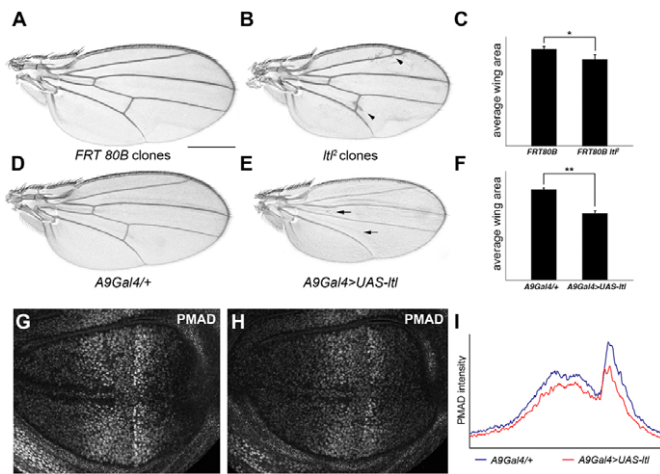 A
B
C
average wing area
*
FRT80B
FRT80B ltl²
FRT 80B clones
ltl² clones
D
E
F
average wing area
**
A9Gal4/+
A9Gal4>UAS-ltl
A9Gal4/+
A9Gal4>UAS-ltl
G
PMAD
H
PMAD
I
PMAD intensity
A9Gal4/+
A9Gal4>UAS-ltl